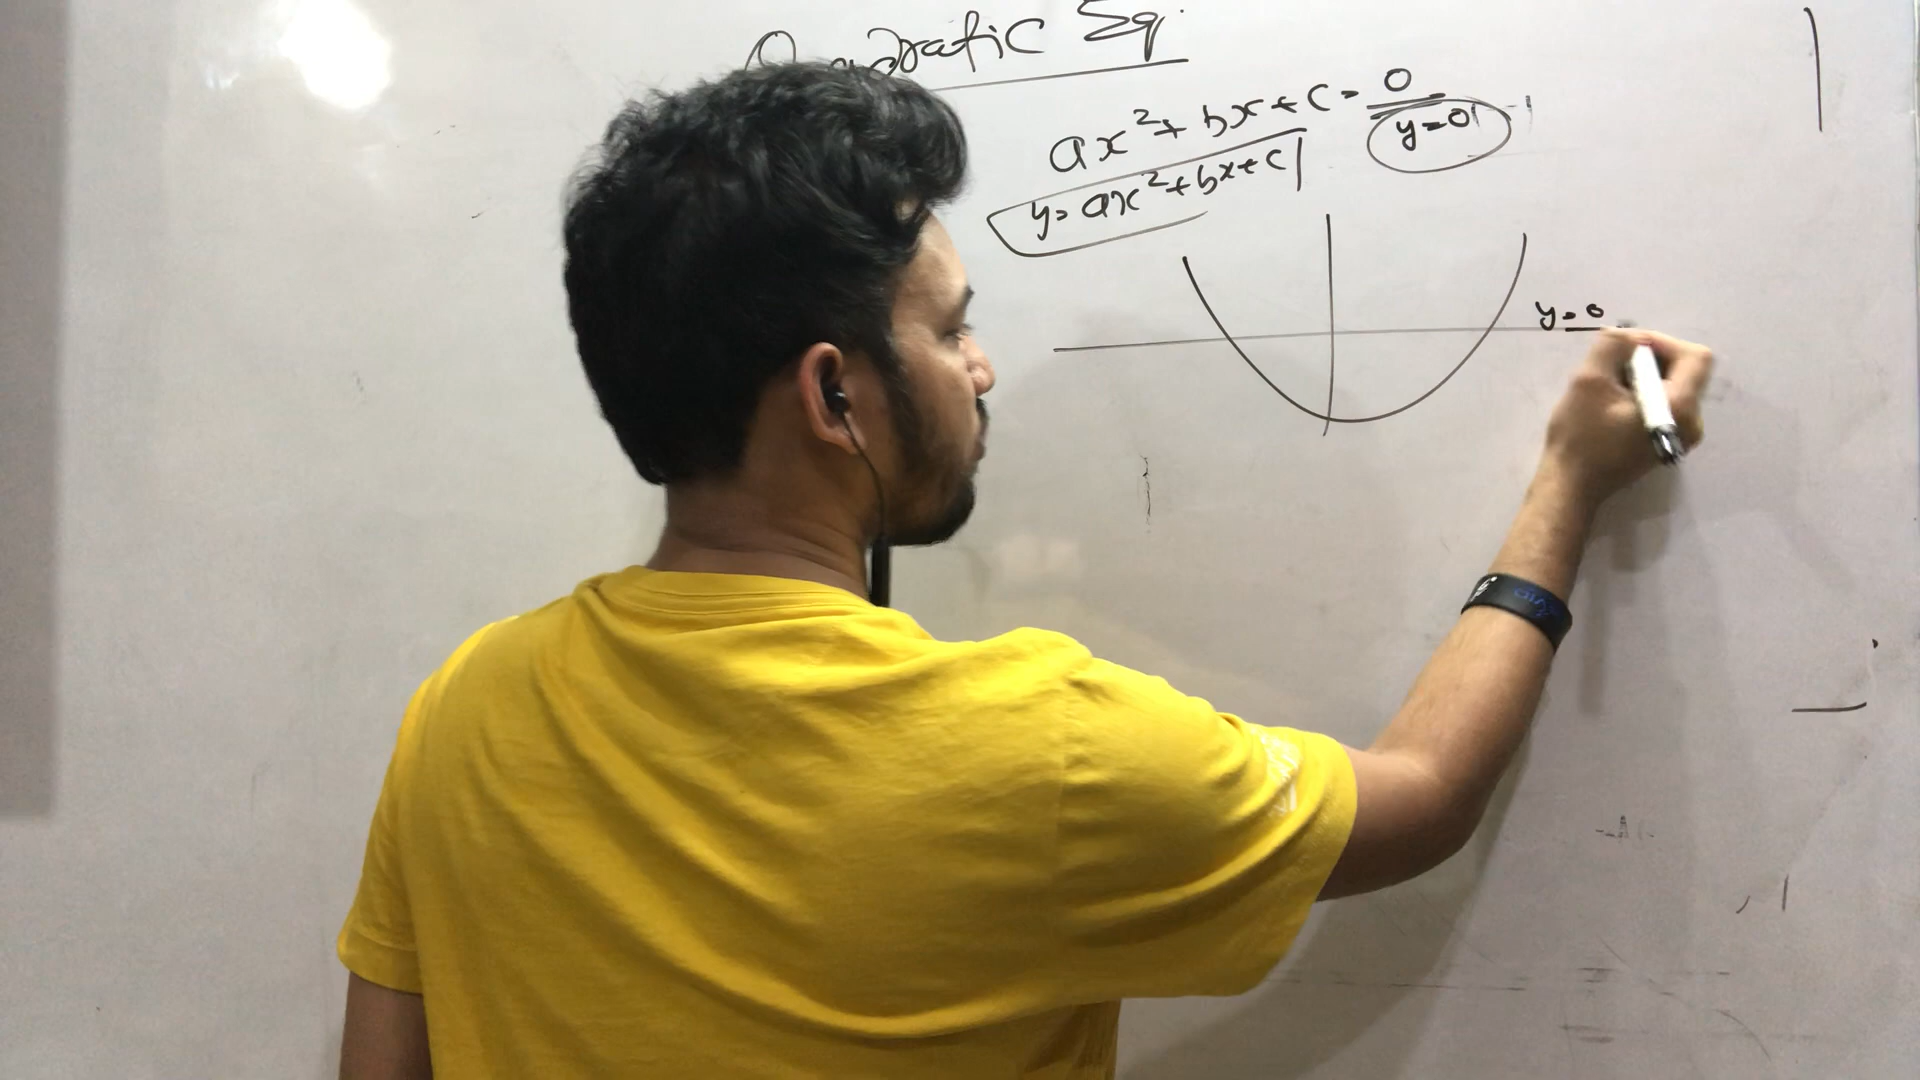 Quadratic Eq.
ax²+bx+c=0
y=0
y=ax²+bx+c
y=0